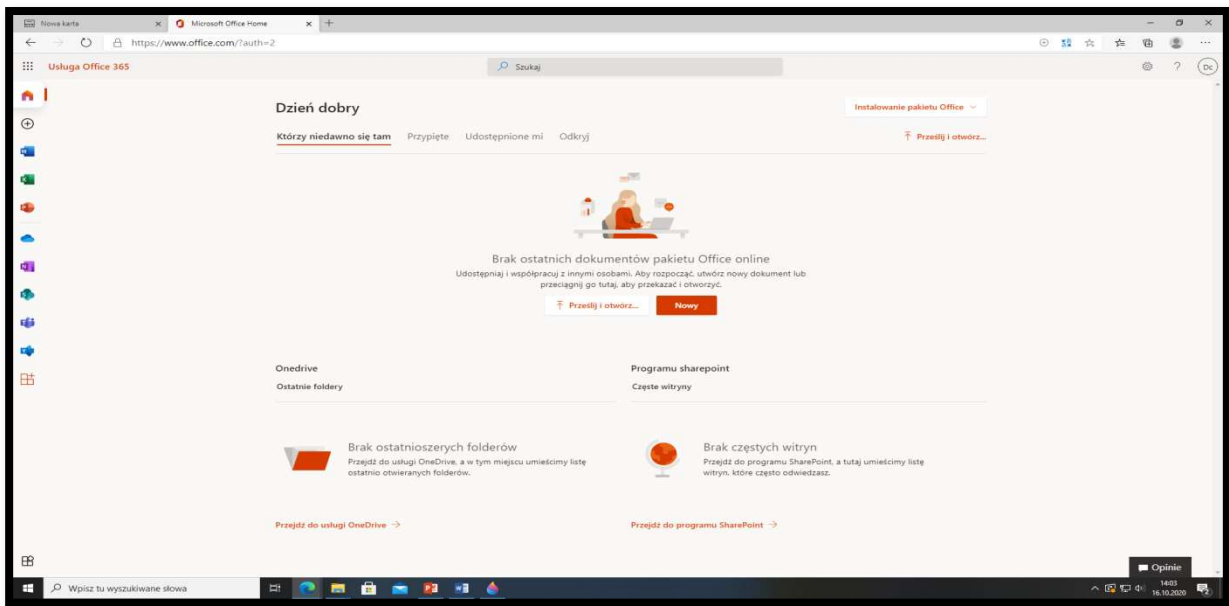 Nowa karta
Microsoft Office Home
https://www.office.com/?auth=2
Usługa Office 365
Szukaj
Dc
Dzień dobry
Instalowanie pakietu Office
Którzy niedawno się tam Przypięte Udostępnione mi Odkryj
Prześlij i otwórz...
Brak ostatnich dokumentów pakietu Office online
Udostępniaj i współpracuj z innymi osobami. Aby rozpocząć, utwórz nowy dokument lub
przeciągnij go tutaj, aby przekazać i otworzyć.
Prześlij i otwórz... Nowy
Onedrive
Ostatnie foldery
Programu sharepoint
Częste witryny
Brak ostatnioszerych folderów
Przejdź do usługi OneDrive, a w tym miejscu umieścimy listę
ostatnio otwieranych folderów.
Brak częstych witryn
Przejdź do programu SharePoint, a tutaj umieścimy listę
witryn, które często odwiedzasz.
Przejdź do usługi OneDrive →
Przejdź do programu SharePoint →
Opinie
Wpisz tu wyszukiwane słowa
14:03
16.10.2020